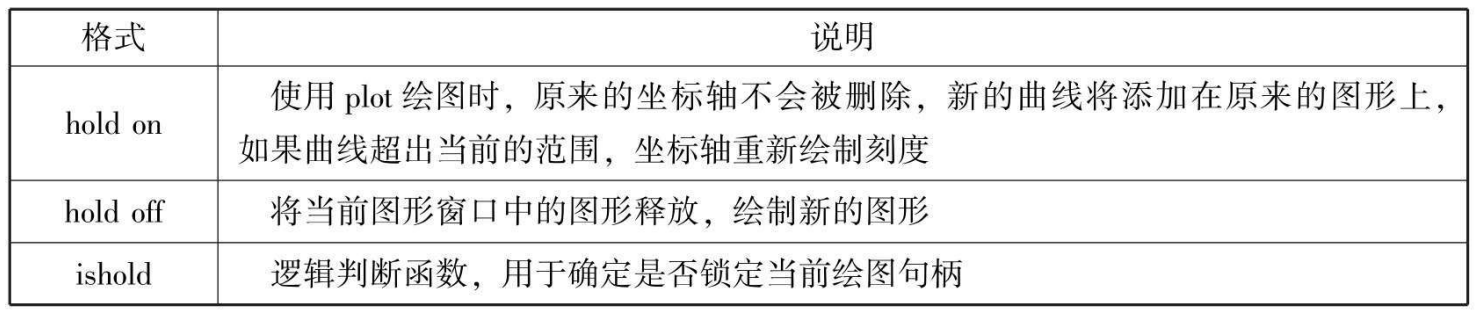 格式 说明
hold on
使用 plot 绘图时，原来的坐标轴不会被删除，新的曲线将添加在原来的图形上，
如果曲线超出当前的范围，坐标轴重新绘制刻度
hold off 将当前图形窗口中的图形释放，绘制新的图形
ishold 逻辑判断函数，用于确定是否锁定当前绘图句柄